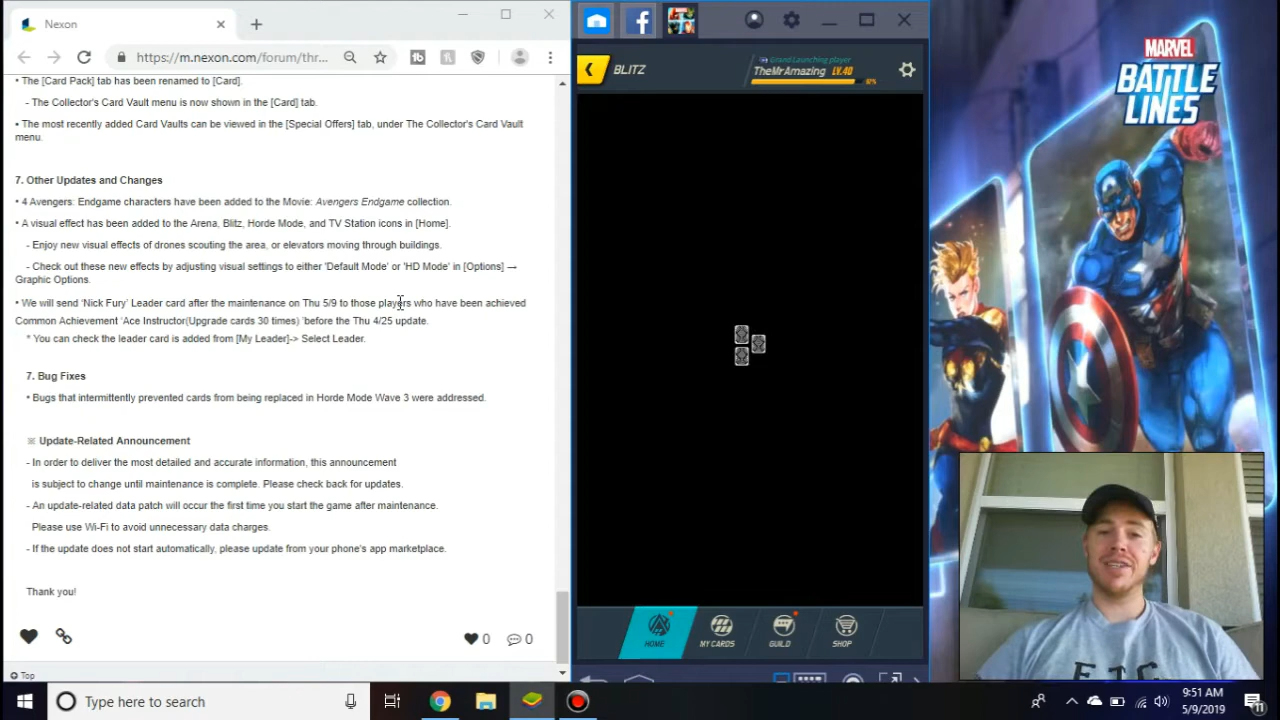 Nexon
https://m.nexon.com/forum/thr...
• The [Card Pack] tab has been renamed to [Card].
- The Collector's Card Vault menu is now shown in the [Card] tab.
• The most recently added Card Vaults can be viewed in the [Special Offers] tab, under The Collector's Card Vault
menu.
7. Other Updates and Changes
• 4 Avengers: Endgame characters have been added to the Movie: Avengers Endgame collection.
• A visual effect has been added to the Arena, Blitz, Horde Mode, and TV Station icons in [Home].
- Enjoy new visual effects of drones scouting the area, or elevators moving through buildings.
- Check out these new effects by adjusting visual settings to either 'Default Mode' or 'HD Mode' in [Options] →
Graphic Options.
• We will send 'Nick Fury' Leader card after the maintenance on Thu 5/9 to those players who have been achieved
Common Achievement 'Ace Instructor(Upgrade cards 30 times) 'before the Thu 4/25 update.
* You can check the leader card is added from [My Leader]-> Select Leader.
7. Bug Fixes
• Bugs that intermittently prevented cards from being replaced in Horde Mode Wave 3 were addressed.
※ Update-Related Announcement
- In order to deliver the most detailed and accurate information, this announcement
is subject to change until maintenance is complete. Please check back for updates.
- An update-related data patch will occur the first time you start the game after maintenance.
Please use Wi-Fi to avoid unnecessary data charges.
- If the update does not start automatically, please update from your phone's app marketplace.
Thank you!
0
0
Top
BLITZ
Grand Launching player
TheMrAmazing LV.40
HOME
MY CARDS
GUILD
SHOP
MARVEL
BATTLE
LINES
Type here to search
9:51 AM
5/9/2019
11